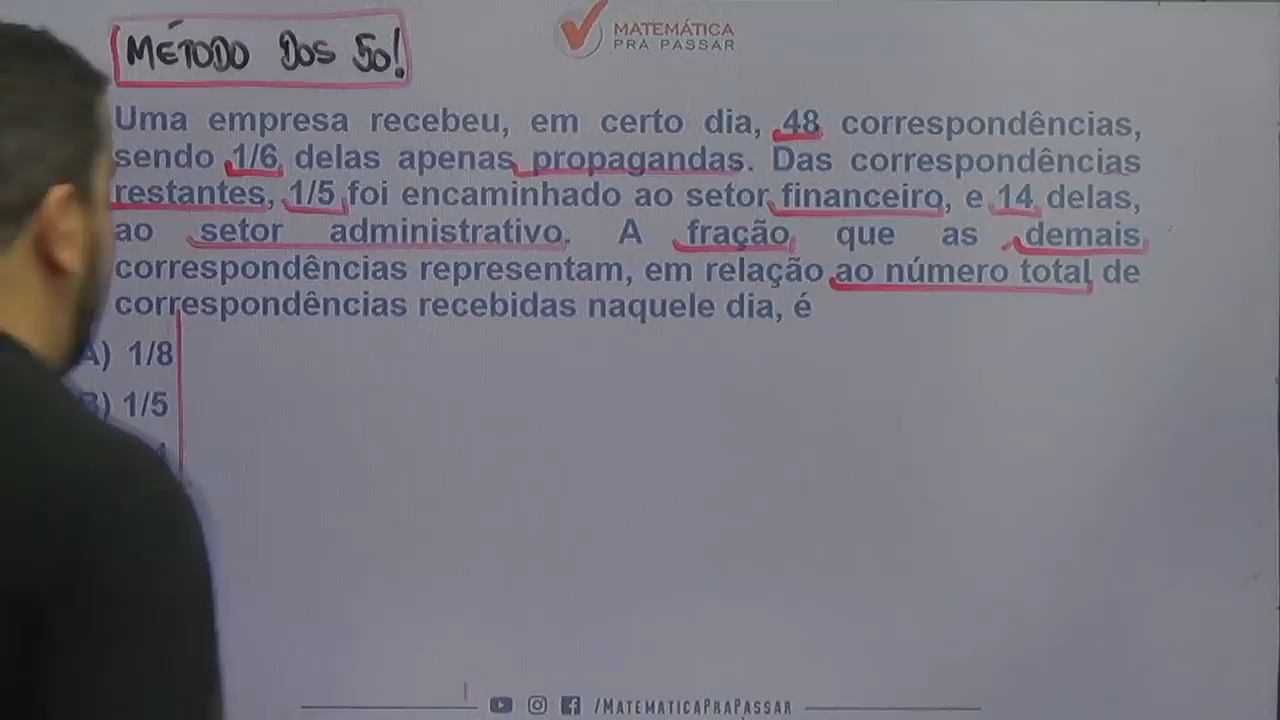 MÉTODO DOS 50!
MATEMÁTICA
PRA PASSAR
Uma empresa recebeu, em certo dia, 48 correspondências,
sendo 1/6 delas apenas propagandas. Das correspondências
restantes, 1/5 foi encaminhado ao setor financeiro, e 14 delas,
ao setor administrativo. A fração que as demais
correspondências representam, em relação ao número total de
correspondências recebidas naquele dia, é
A) 1/8
B) 1/5
/MATEMATICAPRAPASSAR